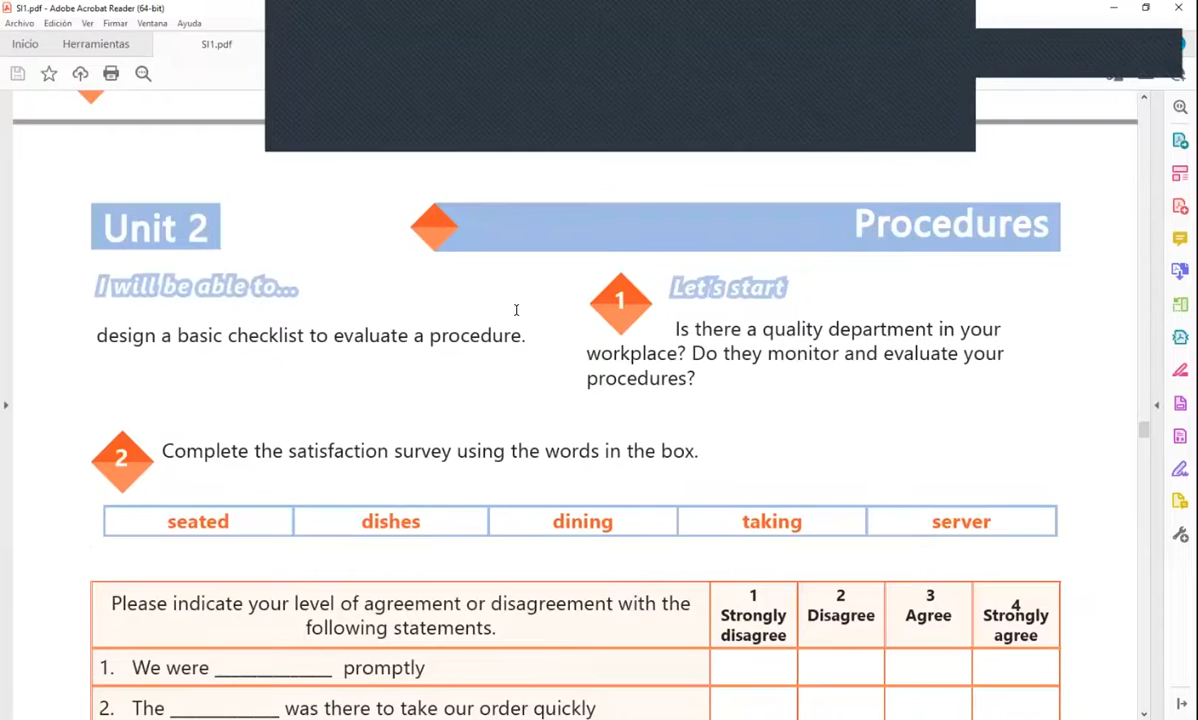 SI1.pdf - Adobe Acrobat Reader (64-bit)
Archivo Edición Ver Firmar Ventana Ayuda
Inicio Herramientas SI1.pdf
Unit 2 Procedures
I will be able to...
design a basic checklist to evaluate a procedure.
1 Let's start
Is there a quality department in your
workplace? Do they monitor and evaluate your
procedures?
2 Complete the satisfaction survey using the words in the box.
seated dishes dining taking server
Please indicate your level of agreement or disagreement with the
following statements.
1
Strongly
disagree
2
Disagree
3
Agree
4
Strongly
agree
1. We were ____________ promptly
2. The ___________ was there to take our order quickly